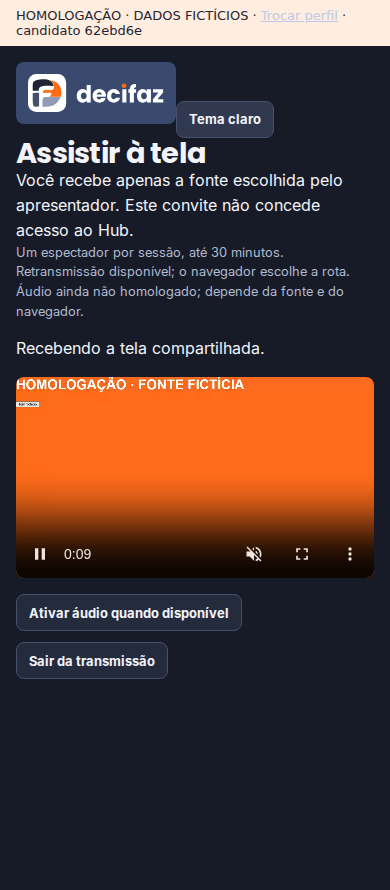 HOMOLOGAÇÃO · DADOS FICTÍCIOS · Trocar perfil ·
candidato 62ebd6e
decifaz
Tema claro
Assistir à tela
Você recebe apenas a fonte escolhida pelo
apresentador. Este convite não concede
acesso ao Hub.
Um espectador por sessão, até 30 minutos.
Retransmissão disponível; o navegador escolhe a rota.
Áudio ainda não homologado; depende da fonte e do
navegador.
Recebendo a tela compartilhada.
HOMOLOGAÇÃO · FONTE FICTÍCIA
0:09
Ativar áudio quando disponível
Sair da transmissão